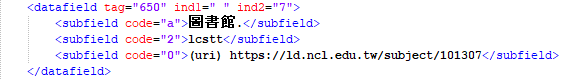 <datafield tag="650" ind1=" " ind2="7">
<subfield code="a">圖書館.</subfield>
<subfield code="2">lcstt</subfield>
<subfield code="0">(uri) https://ld.ncl.edu.tw/subject/101307</subfield>
</datafield>